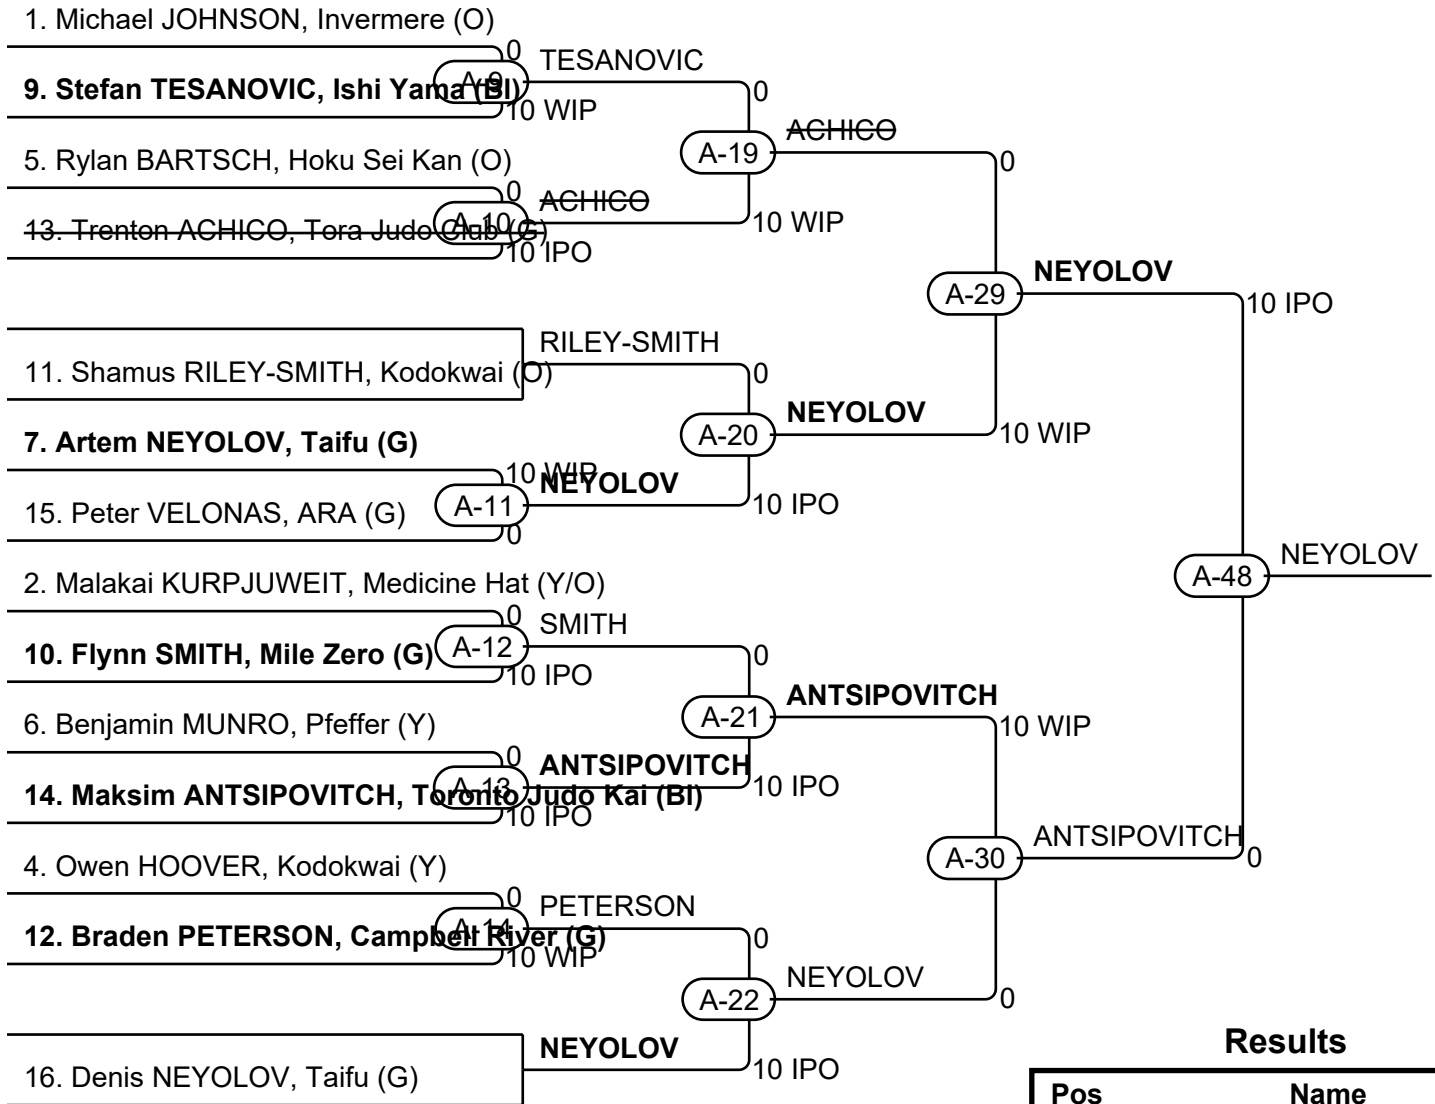 1. Michael JOHNSON, Invermere (O)
0
TESANOVIC
A-9
9. Stefan TESANOVIC, Ishi Yama (Bl)
0
10 WIP
ACHICO
A-19
5. Rylan BARTSCH, Hoku Sei Kan (O)
0
0
ACHICO
A-10
10 WIP
13. Trenton ACHICO, Tora Judo Club (G)
10 IPO
NEYOLOV
A-29
10 IPO
RILEY-SMITH
11. Shamus RILEY-SMITH, Kodokwai (O)
0
NEYOLOV
A-20
10 WIP
7. Artem NEYOLOV, Taifu (G)
10 WIP
NEYOLOV
A-11
10 IPO
15. Peter VELONAS, ARA (G)
0
NEYOLOV
A-48
2. Malakai KURPJUWEIT, Medicine Hat (Y/O)
0
SMITH
A-12
10. Flynn SMITH, Mile Zero (G)
0
10 IPO
ANTSIPOVITCH
A-21
10 WIP
6. Benjamin MUNRO, Pfeffer (Y)
0
ANTSIPOVITCH
A-13
10 IPO
14. Maksim ANTSIPOVITCH, Toronto Judo Kai (Bl)
10 IPO
ANTSIPOVITCH
A-30
0
4. Owen HOOVER, Kodokwai (Y)
0
PETERSON
A-14
12. Braden PETERSON, Campbell River (G)
0
10 WIP
NEYOLOV
A-22
0
NEYOLOV
10 IPO
16. Denis NEYOLOV, Taifu (G)
Results
Pos Name